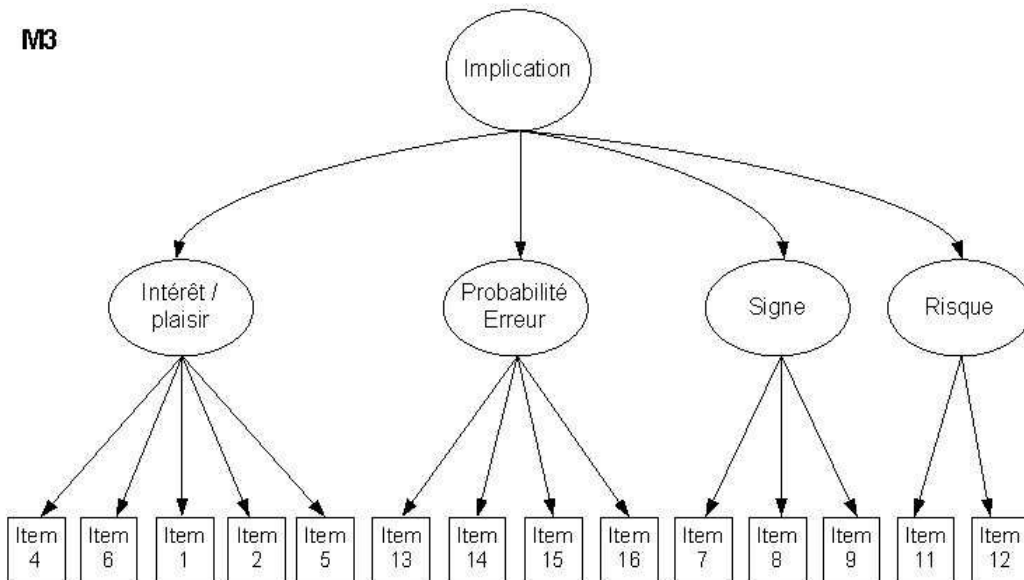 M3
Implication
Intérêt /
plaisir
Probabilité
Erreur
Signe
Risque
Item
4
Item
6
Item
1
Item
2
Item
5
Item
13
Item
14
Item
15
Item
16
Item
7
Item
8
Item
9
Item
11
Item
12